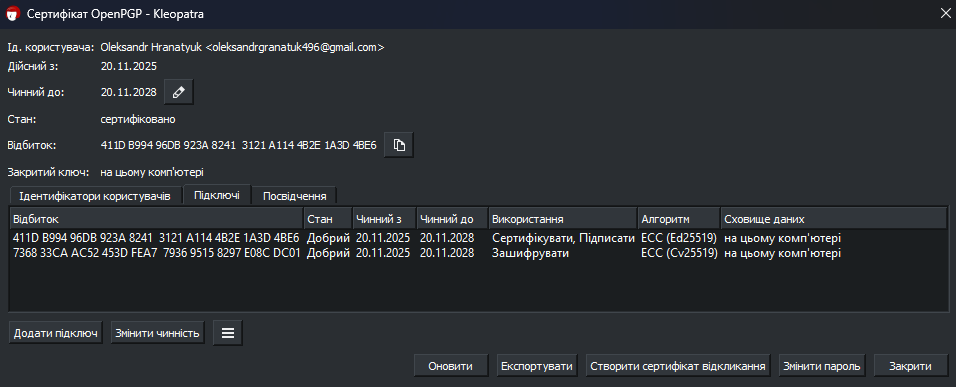 Сертифікат OpenPGP - Kleopatra
Ід. користувача: Oleksandr Hranatyuk <oleksandrgranatuk496@gmail.com>
Дійсний з: 20.11.2025
Чинний до: 20.11.2028
Стан: сертифіковано
Відбиток: 411D B994 96DB 923A 8241 3121 A114 4B2E 1A3D 4BE6
Закритий ключ: на цьому комп'ютері
Ідентифікатори користувачів Підключі Посвідчення
Відбиток Стан Чинний з Чинний до Використання Алгоритм Сховище даних
411D B994 96DB 923A 8241 3121 A114 4B2E 1A3D 4BE6 Добрий 20.11.2025 20.11.2028 Сертифікувати, Підписати ECC (Ed25519) на цьому комп'ютері
7368 33CA AC52 453D FEA7 7936 9515 8297 E08C DC01 Добрий 20.11.2025 20.11.2028 Зашифрувати ECC (Cv25519) на цьому комп'ютері
Додати підключ Змінити чинність
Оновити Експортувати Створити сертифікат відкликання Змінити пароль Закрити